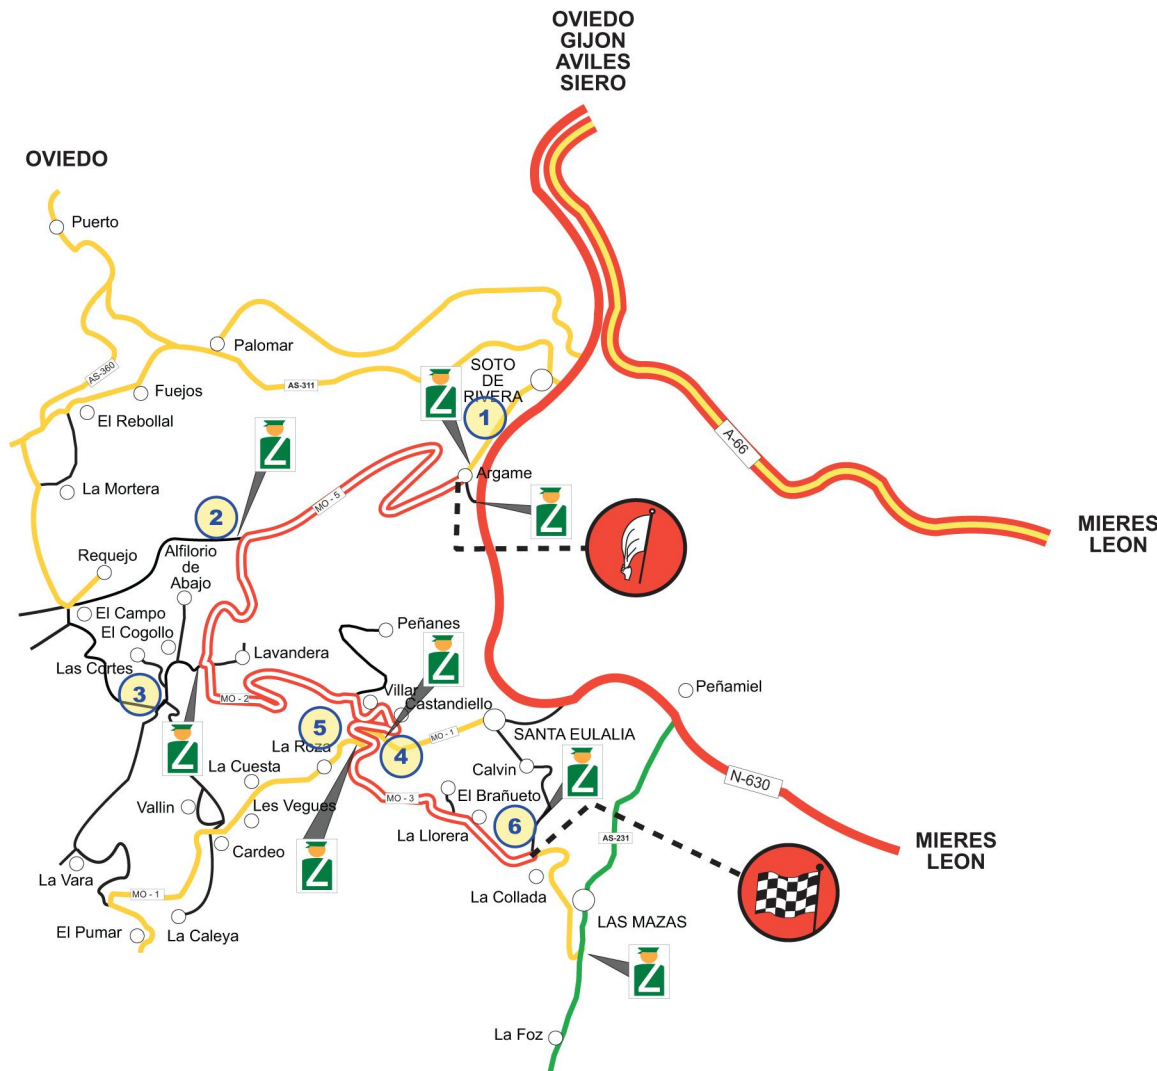 OVIEDO
GIJON
AVILES
SIERO
OVIEDO
Puerto
Palomar
AS-360
Fuejos
AS-311
SOTO
DE
RIVERA
El Rebollal
1
A-66
Argame
La Mortera
MO - 5
2
MIERES
LEON
Alfilorio
de
Abajo
Requejo
El Campo
El Cogollo
Peñanes
Las Cortes
Lavandera
3
MO - 2
Villar
Castandiello
Peñamiel
5
MO - 1
SANTA EULALIA
La Roza
4
La Cuesta
Calvin
N-630
Les Vegues
MO - 3
El Brañueto
Vallin
6
La Llorera
AS-231
Cardeo
MIERES
LEON
La Vara
MO - 1
La Collada
LAS MAZAS
El Pumar
La Caleya
La Foz
Z
Z
Z
Z
Z
Z
Z
Z